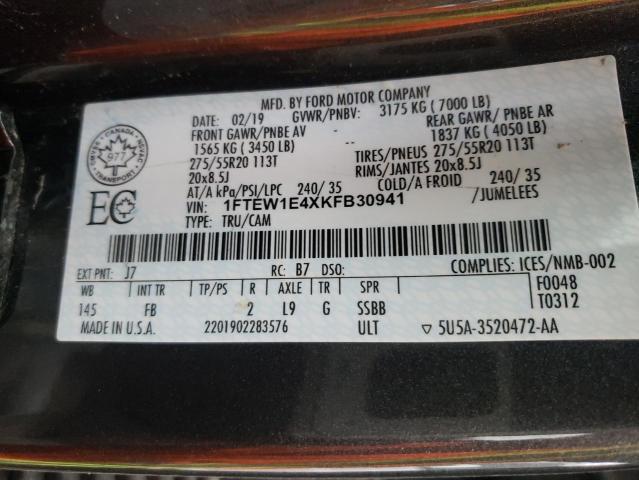 MFD. BY FORD MOTOR COMPANY
DATE: 02/19 GVWR/PNBV: 3175 KG (7000 LB)
FRONT GAWR/PNBE AV REAR GAWR/ PNBE AR
1565 KG (3450 LB) 1837 KG (4050 LB)
275/55R20 113T TIRES/PNEUS 275/55R20 113T
20x8.5J RIMS/JANTES 20x8.5J
AT/A kPa/PSI/LPC 240/35 COLD/A FROID 240/35
VIN: 1FTEW1E4XKFB30941 /JUMELEES
TYPE: TRU/CAM
CANADA
977
TRANSPORT
EC
EXT PNT: J7 RC: B7 DSO: COMPLIES: ICES/NMB-002
WB INT TR TP/PS R AXLE TR SPR F0048
145 FB 2 L9 G SSBB T0312
MADE IN U.S.A. 2201902283576 ULT ▽ 5U5A-3520472-AA